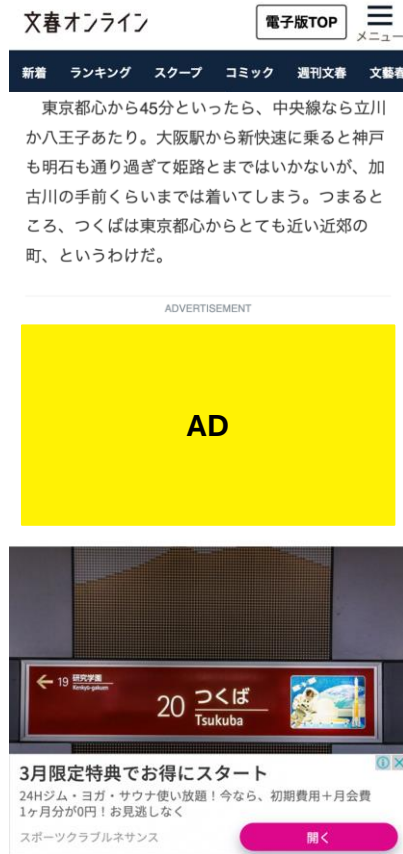 文春オンライン
電子版TOP
メニュー
新着 ランキング スクープ コミック 週刊文春 文藝春
東京都心から45分といったら、中央線なら立川
か八王子あたり。大阪駅から新快速に乗ると神戸
も明石も通り過ぎて姫路とまではいかないが、加
古川の手前くらいまでは着いてしまう。つまると
ころ、つくばは東京都心からとても近い近郊の
町、というわけだ。
ADVERTISEMENT
AD
19 研究学園
Kenkyū-gakuen
20 つくば
Tsukuba
3月限定特典でお得にスタート
24Hジム・ヨガ・サウナ使い放題！今なら、初期費用＋月会費
1ヶ月分が0円！お見逃しなく
スポーツクラブルネサンス
開く